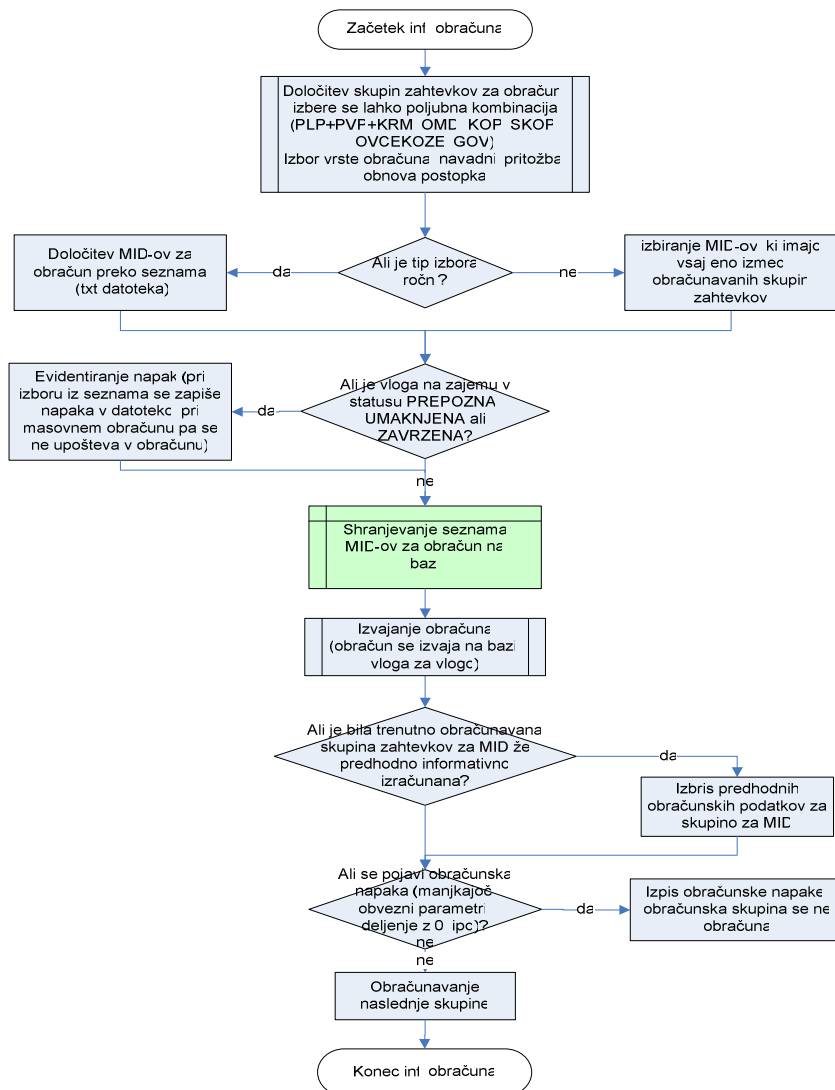 Začetek inf obračuna
Določitev skupin zahtevkov za obračun
izbere se lahko poljubna kombinacija
(PLP+PVP+KRM OMD KOP SKOP
OVCEKOZE GOV)
Izbor vrste obračuna navadni pritožba
obnova postopka
Določitev MID-ov za
obračun preko seznama
(txt datoteka)
da
Ali je tip izbora
ročni?
ne
izbiranje MID-ov ki imajo
vsaj eno izmed
obračunavanih skupin
zahtevkov
Evidentiranje napak (pri
izboru iz seznama se zapiše
napaka v datoteko pri
masovnem obračunu pa se
ne upošteva v obračunu)
da
Ali je vloga na zajemu v
statusu PREPOZNA
UMAKNJENA ali
ZAVRZENA?
ne
Shranjevanje seznama
MID-ov za obračun na
bazi
Izvajanje obračuna
(obračun se izvaja na bazi
vloga za vlogo)
Ali je bila trenutno obračunavana
skupina zahtevkov za MID že
predhodno informativno
izračunana?
da
Izbris predhodnih
obračunskih podatkov za
skupino za MID
Ali se pojavi obračunska
napaka (manjkajoči
obvezni parametri
deljenje z 0 ipd)?
ne
da
Izpis obračunske napake
obračunska skupina se ne
obračuna
ne
Obračunavanje
naslednje skupine
Konec inf obračuna